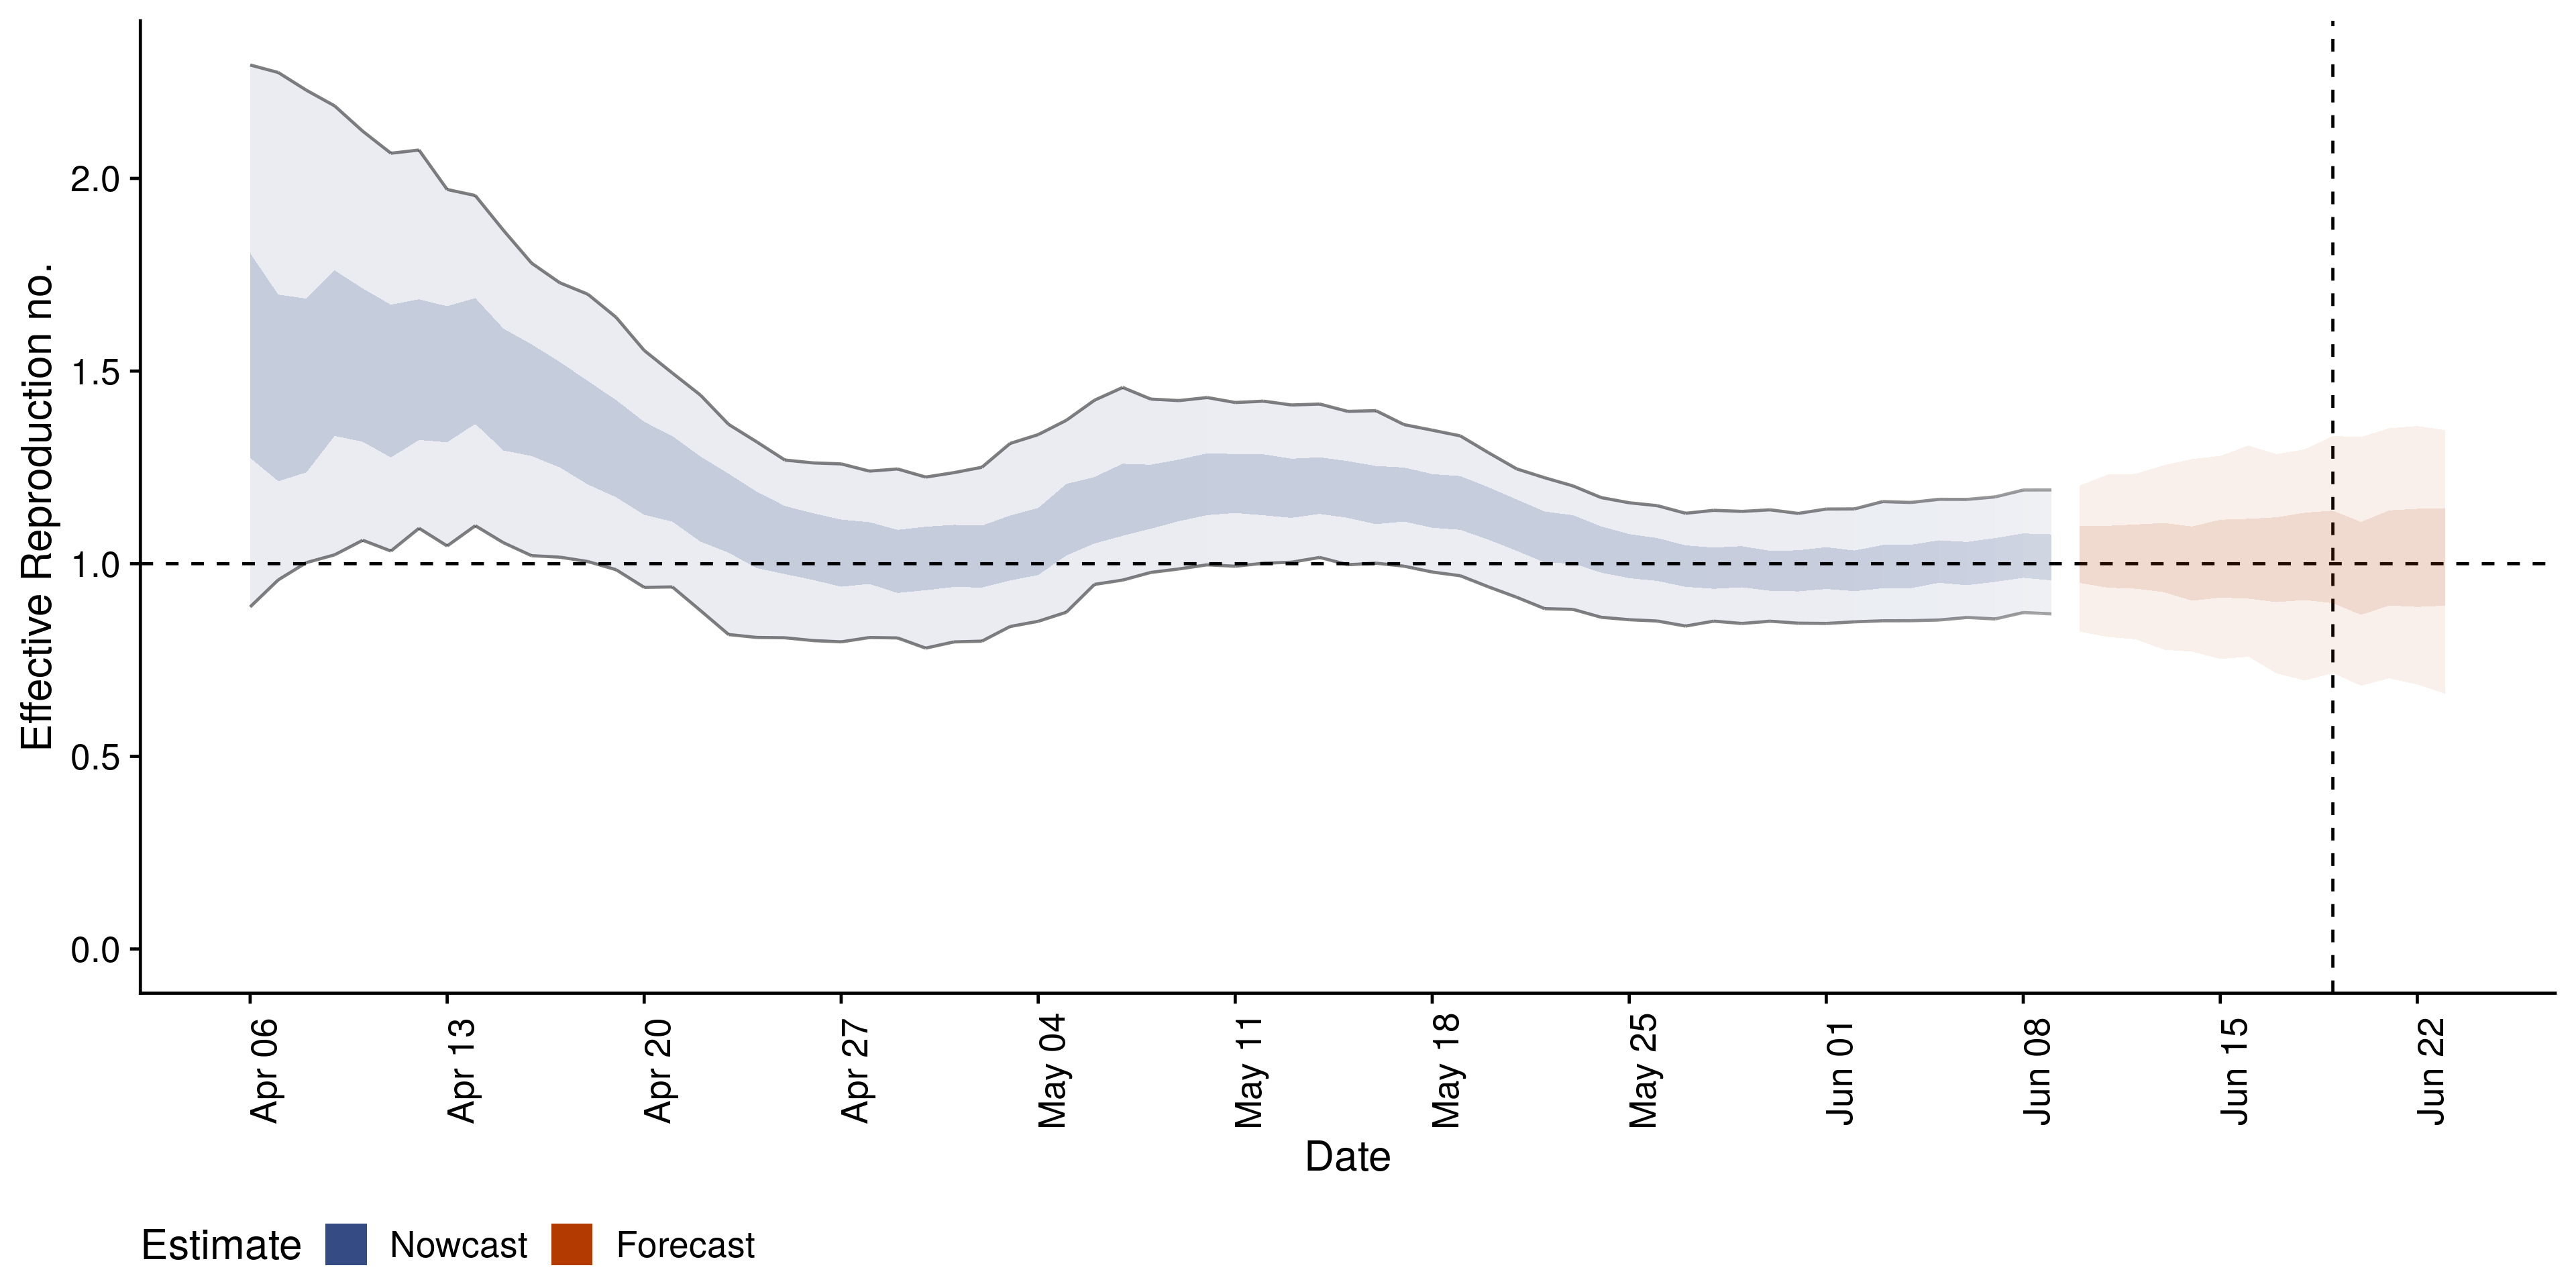 Effective Reproduction no.
2.0
1.5
1.0
0.5
0.0
Apr 06
Apr 13
Apr 20
Apr 27
May 04
May 11
May 18
May 25
Jun 01
Jun 08
Jun 15
Jun 22
Date
Estimate Nowcast Forecast